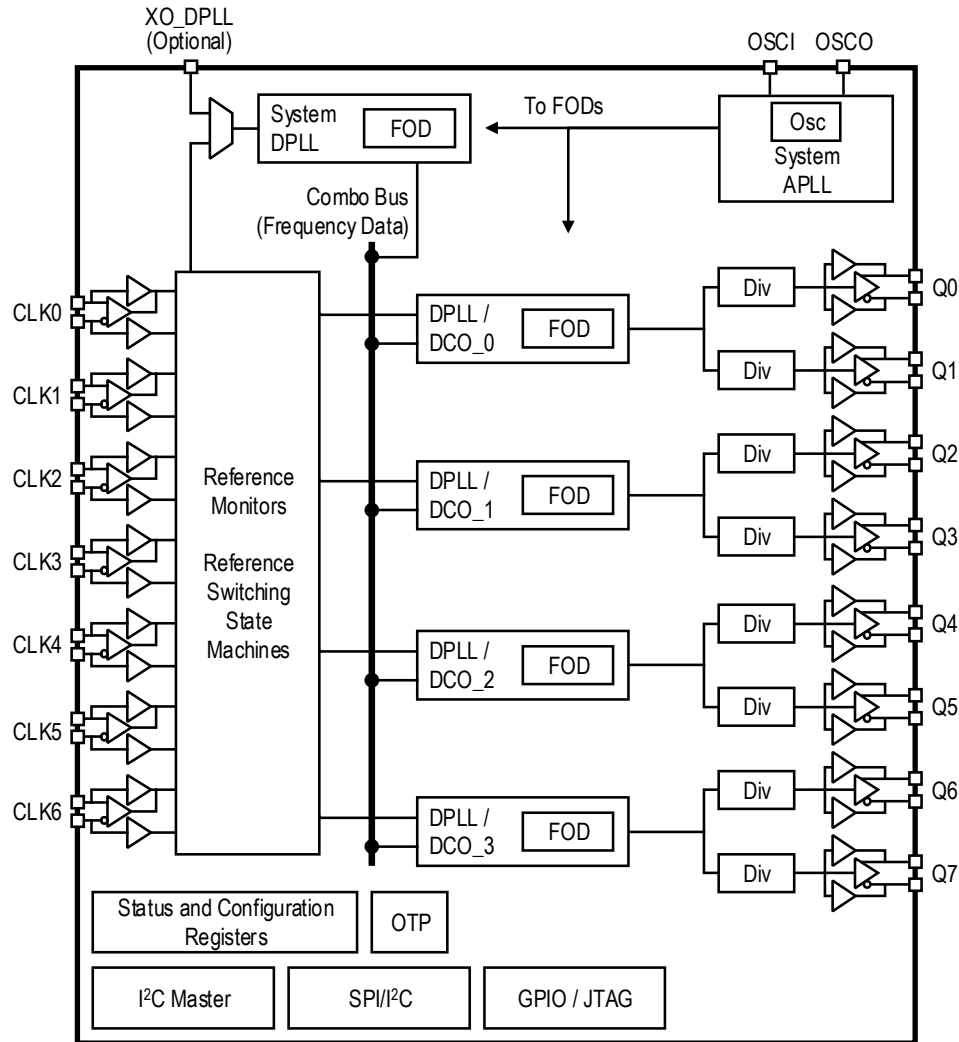 XO_DPLL
(Optional)
OSCI OSCO
System
DPLL
FOD
To FODs
Osc
System
APLL
Combo Bus
(Frequency Data)
CLK0
CLK1
CLK2
CLK3
CLK4
CLK5
CLK6
Reference
Monitors
Reference
Switching
State
Machines
DPLL /
DCO_0
FOD
DPLL /
DCO_1
FOD
DPLL /
DCO_2
FOD
DPLL /
DCO_3
FOD
Div
Div
Div
Div
Div
Div
Div
Div
Q0
Q1
Q2
Q3
Q4
Q5
Q6
Q7
Status and Configuration
Registers
OTP
I²C Master
SPI/I²C
GPIO / JTAG